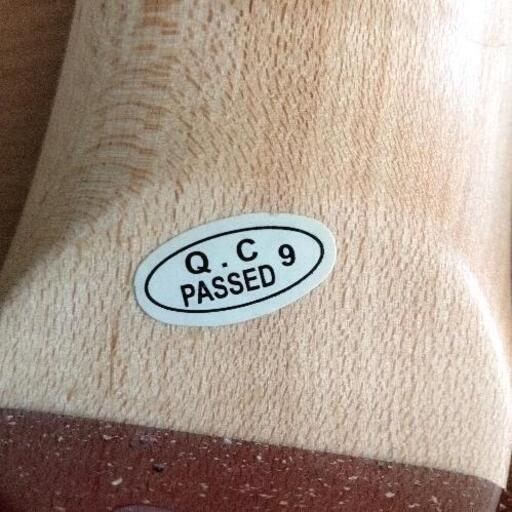 Q . C 9
PASSED